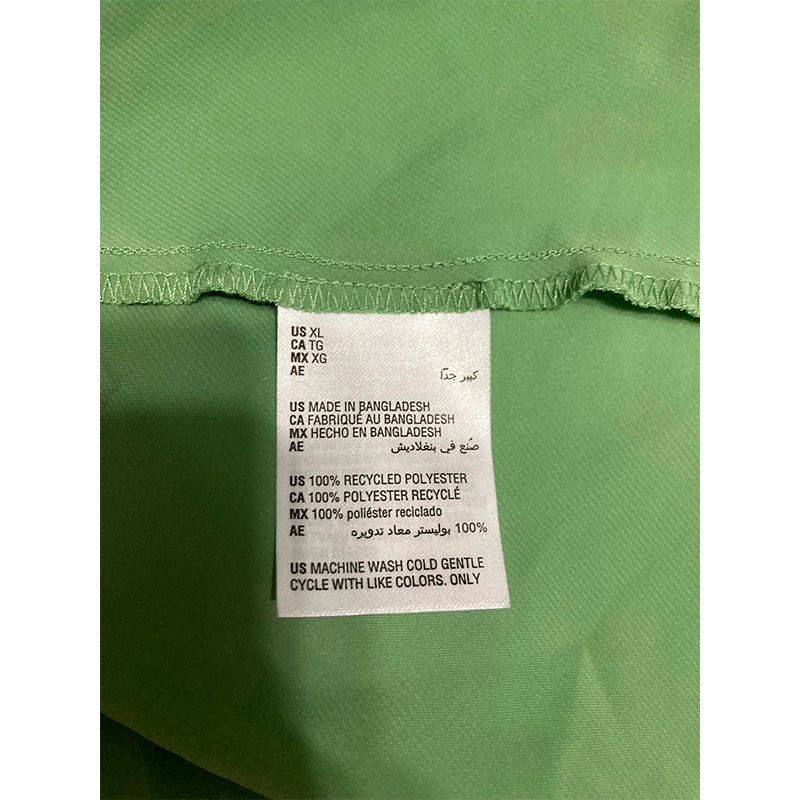 US XL
CA TG
MX XG
AE كبير جدًا
US MADE IN BANGLADESH
CA FABRIQUÉ AU BANGLADESH
MX HECHO EN BANGLADESH
AE صُنع في بنغلاديش
US 100% RECYCLED POLYESTER
CA 100% POLYESTER RECYCLÉ
MX 100% poliéster reciclado
AE 100% بوليستر معاد تدويره
US MACHINE WASH COLD GENTLE
CYCLE WITH LIKE COLORS. ONLY